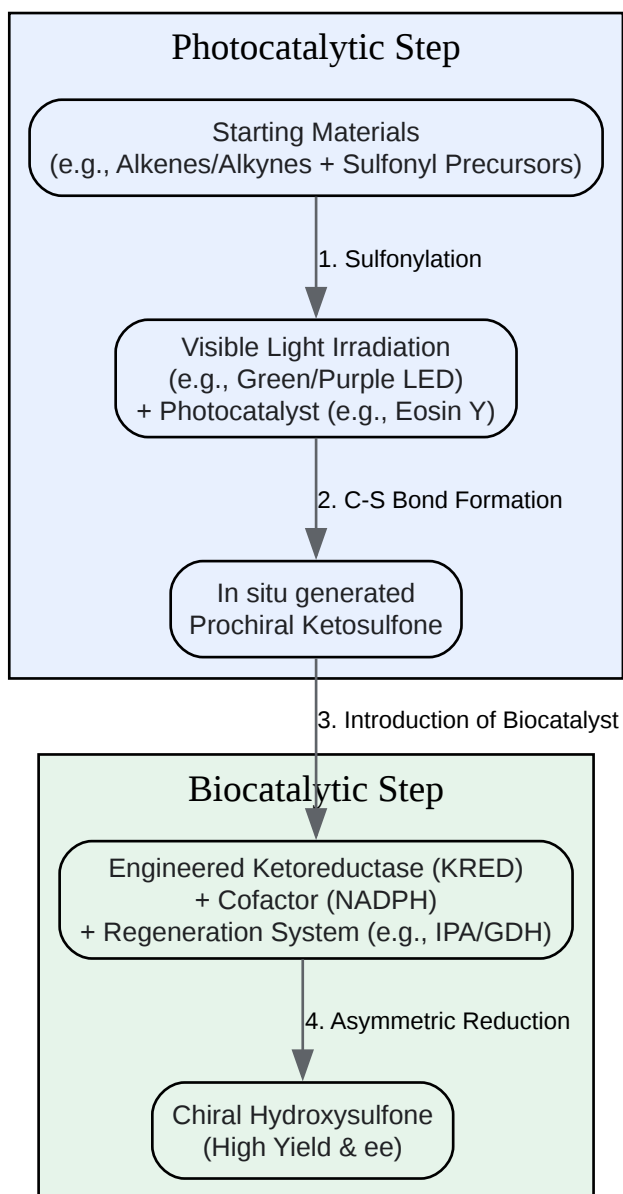 Photocatalytic Step
Starting Materials
(e.g., Alkenes/Alkynes + Sulfonyl Precursors)
1. Sulfonylation
Visible Light Irradiation
(e.g., Green/Purple LED)
+ Photocatalyst (e.g., Eosin Y)
2. C-S Bond Formation
In situ generated
Prochiral Ketosulfone
3. Introduction of Biocatalyst
Biocatalytic Step
Engineered Ketoreductase (KRED)
+ Cofactor (NADPH)
+ Regeneration System (e.g., IPA/GDH)
4. Asymmetric Reduction
Chiral Hydroxysulfone
(High Yield & ee)